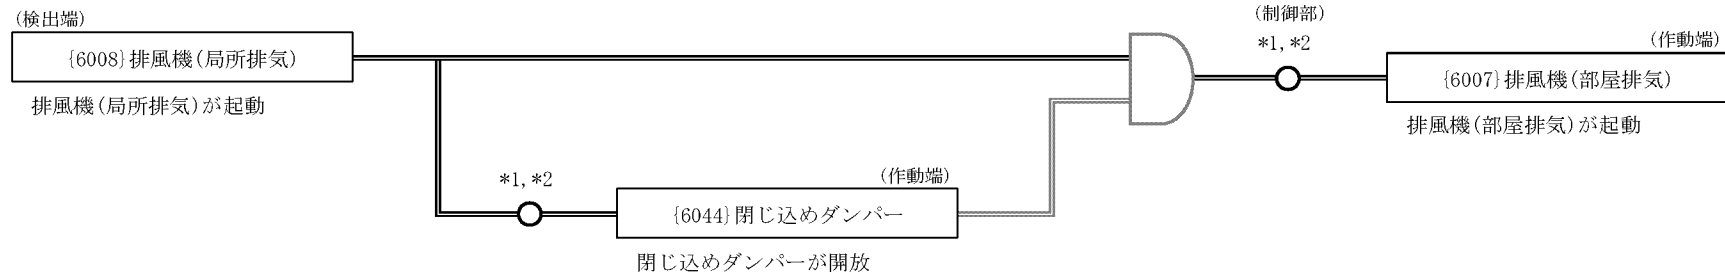 (検出端)
{6008}排風機(局所排気)
排風機(局所排気)が起動
(制御部)
*1,*2
(作動端)
{6007}排風機(部屋排気)
排風機(部屋排気)が起動
*1,*2
(作動端)
{6044}閉じ込めダンパー
閉じ込めダンパーが開放